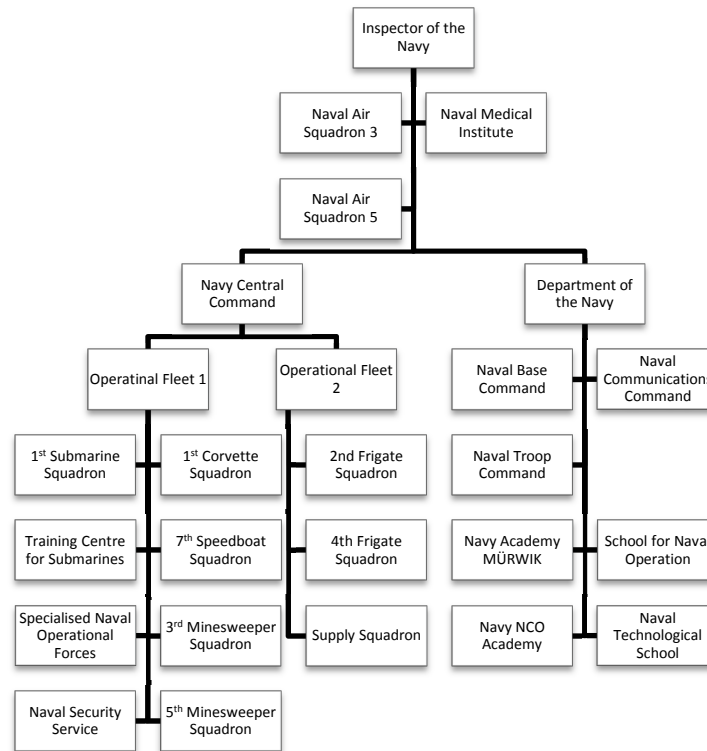 Inspector of the
Navy
Naval Air
Squadron 3
Naval Medical
Institute
Naval Air
Squadron 5
Navy Central
Command
Department of
the Navy
Operatinal Fleet 1
Operational Fleet
2
Naval Base
Command
Naval
Communications
Command
1st Submarine
Squadron
1st Corvette
Squadron
2nd Frigate
Squadron
Naval Troop
Command
Training Centre
for Submarines
7th Speedboat
Squadron
4th Frigate
Squadron
Navy Academy
MÜRWIK
School for Naval
Operation
Specialised Naval
Operational
Forces
3rd Minesweeper
Squadron
Supply Squadron
Navy NCO
Academy
Naval
Technological
School
Naval Security
Service
5th Minesweeper
Squadron